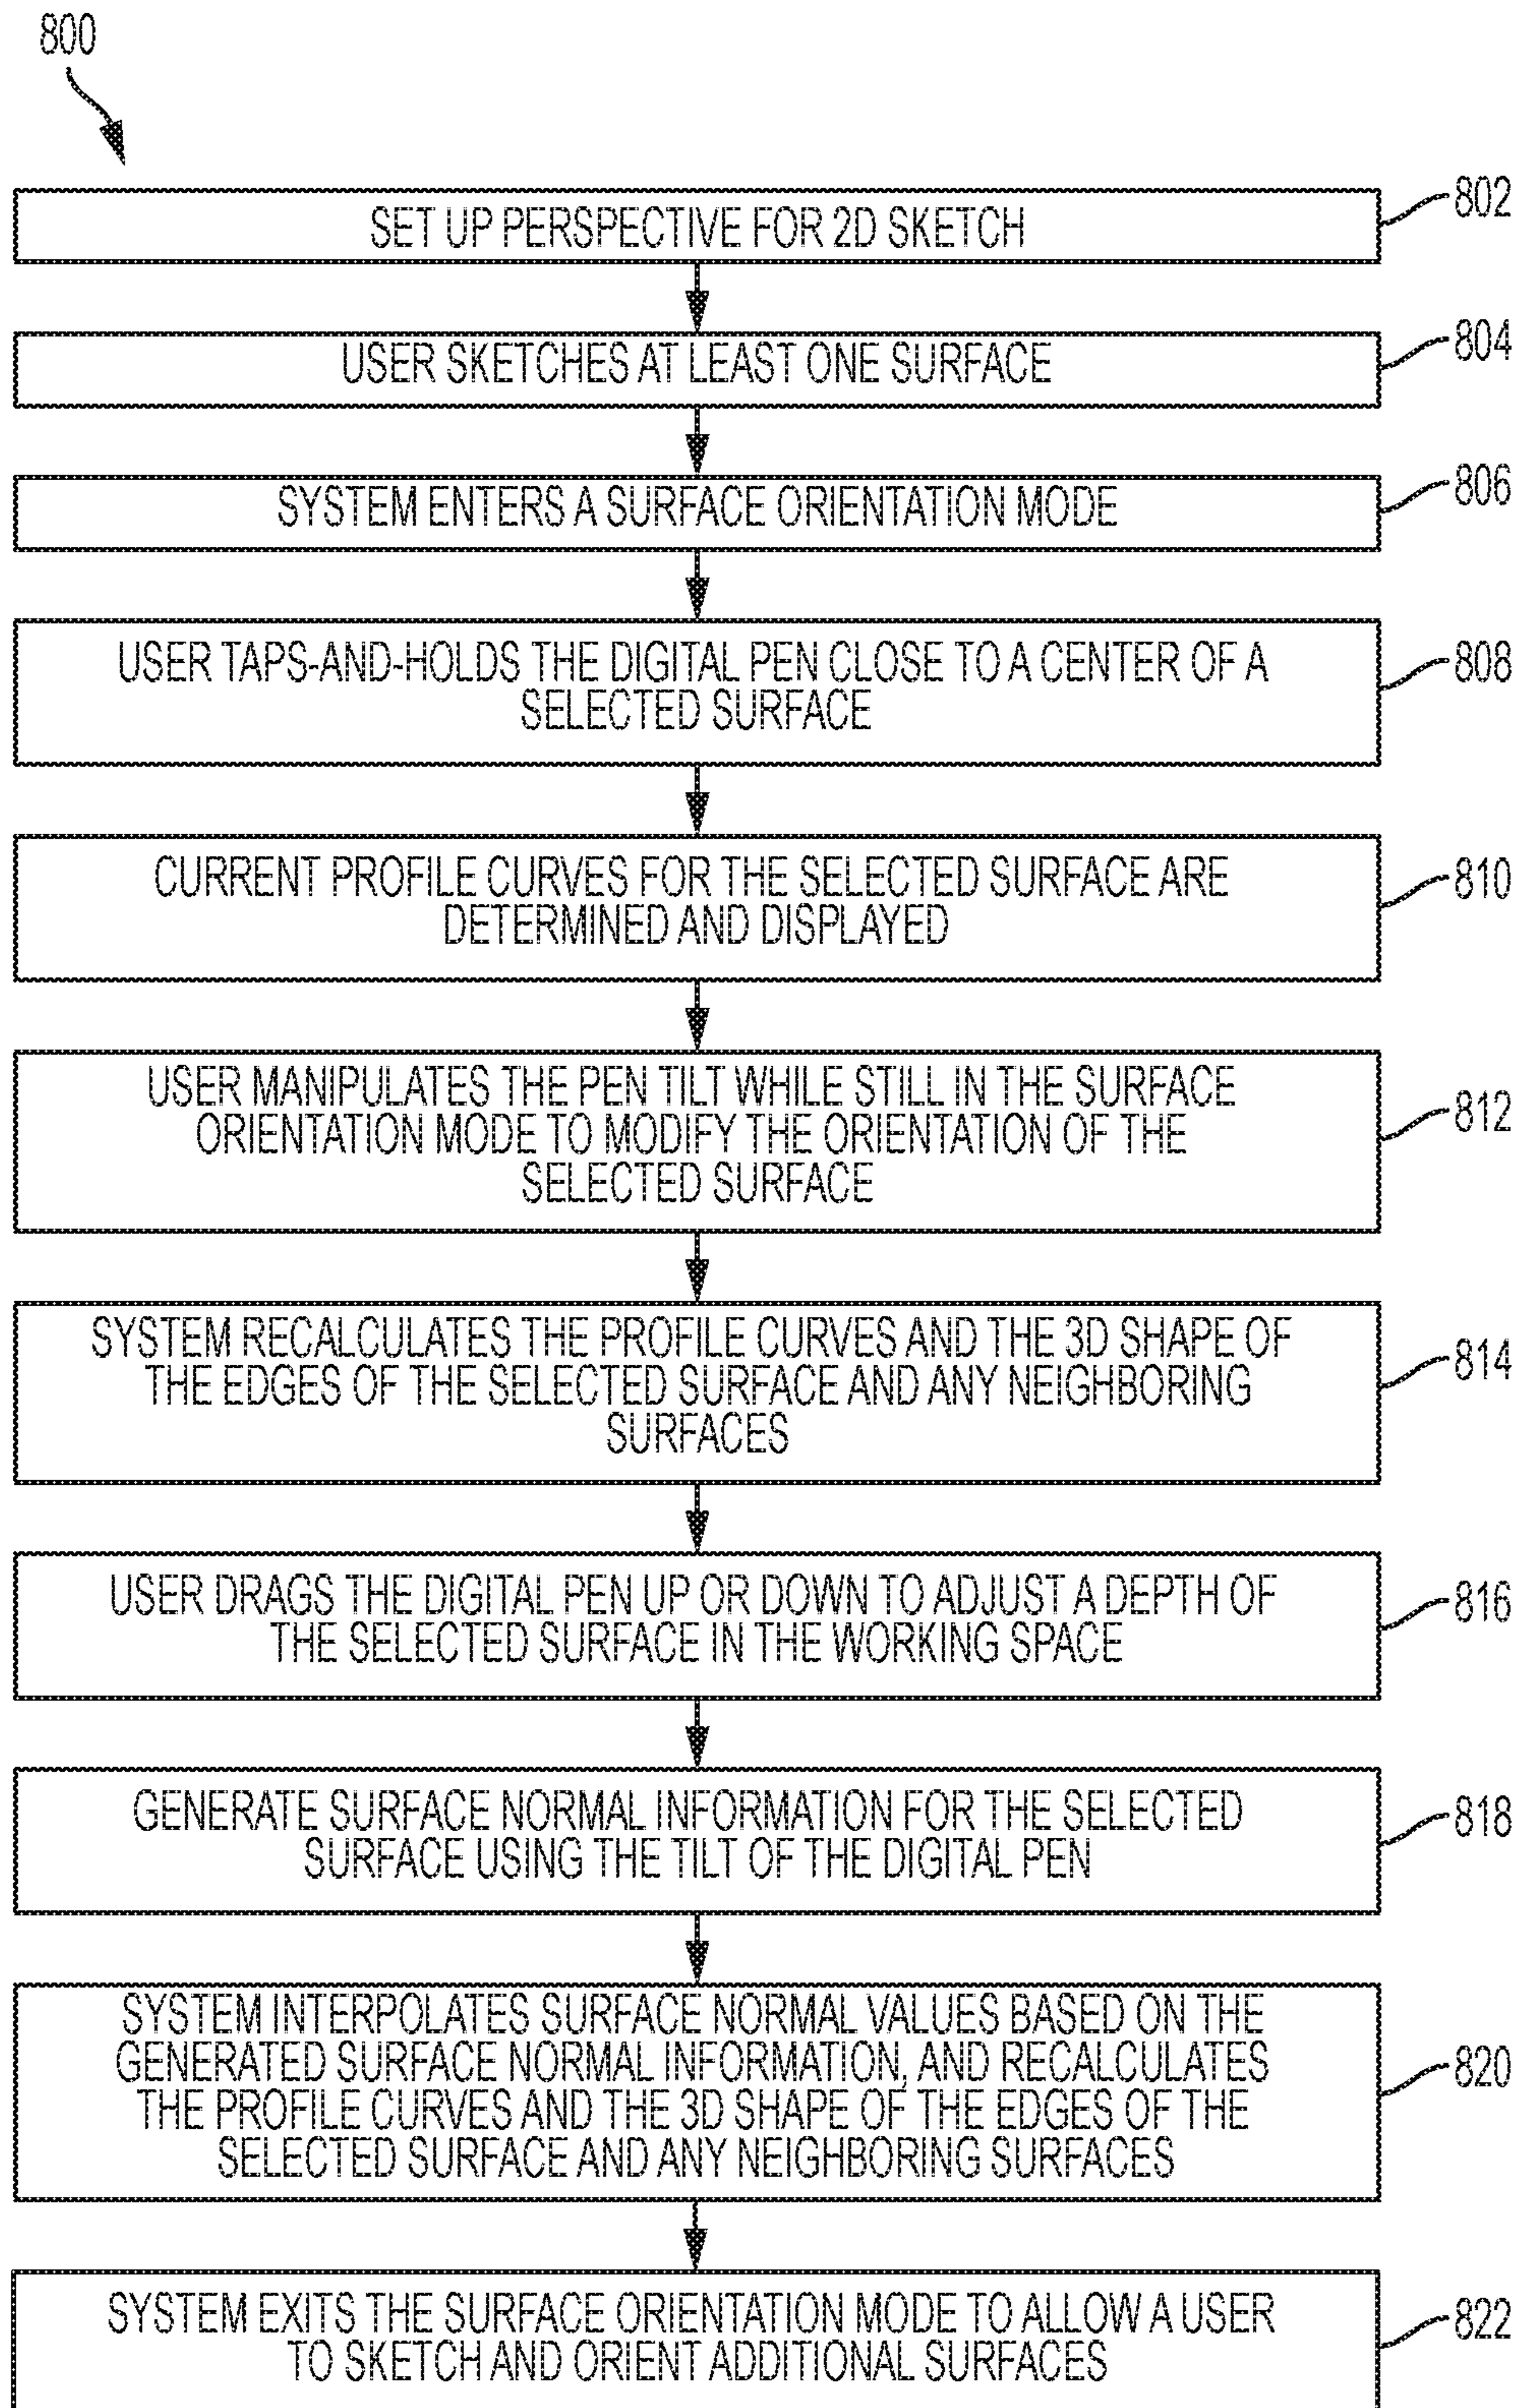 800
SET UP PERSPECTIVE FOR 2D SKETCH
802
USER SKETCHES AT LEAST ONE SURFACE
804
SYSTEM ENTERS A SURFACE ORIENTATION MODE
806
USER TAPS-AND-HOLDS THE DIGITAL PEN CLOSE TO A CENTER OF A
SELECTED SURFACE
808
CURRENT PROFILE CURVES FOR THE SELECTED SURFACE ARE
DETERMINED AND DISPLAYED
810
USER MANIPULATES THE PEN TILT WHILE STILL IN THE SURFACE
ORIENTATION MODE TO MODIFY THE ORIENTATION OF THE
SELECTED SURFACE
812
SYSTEM RECALCULATES THE PROFILE CURVES AND THE 3D SHAPE OF
THE EDGES OF THE SELECTED SURFACE AND ANY NEIGHBORING
SURFACES
814
USER DRAGS THE DIGITAL PEN UP OR DOWN TO ADJUST A DEPTH OF
THE SELECTED SURFACE IN THE WORKING SPACE
816
GENERATE SURFACE NORMAL INFORMATION FOR THE SELECTED
SURFACE USING THE TILT OF THE DIGITAL PEN
818
SYSTEM INTERPOLATES SURFACE NORMAL VALUES BASED ON THE
GENERATED SURFACE NORMAL INFORMATION, AND RECALCULATES
THE PROFILE CURVES AND THE 3D SHAPE OF THE EDGES OF THE
SELECTED SURFACE AND ANY NEIGHBORING SURFACES
820
SYSTEM EXITS THE SURFACE ORIENTATION MODE TO ALLOW A USER
TO SKETCH AND ORIENT ADDITIONAL SURFACES
822